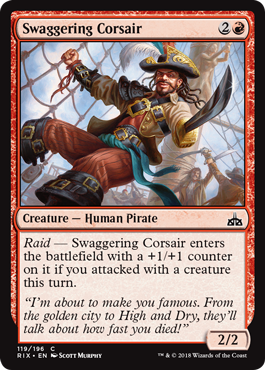 Swaggering Corsair 2
Creature — Human Pirate
Raid — Swaggering Corsair enters
the battlefield with a +1/+1 counter
on it if you attacked with a creature
this turn.
“I’m about to make you famous. From
the golden city to High and Dry, they’ll
talk about how fast you died!”
2/2
119/196 C
RIX • EN Scott Murphy
™ & © 2018 Wizards of the Coast